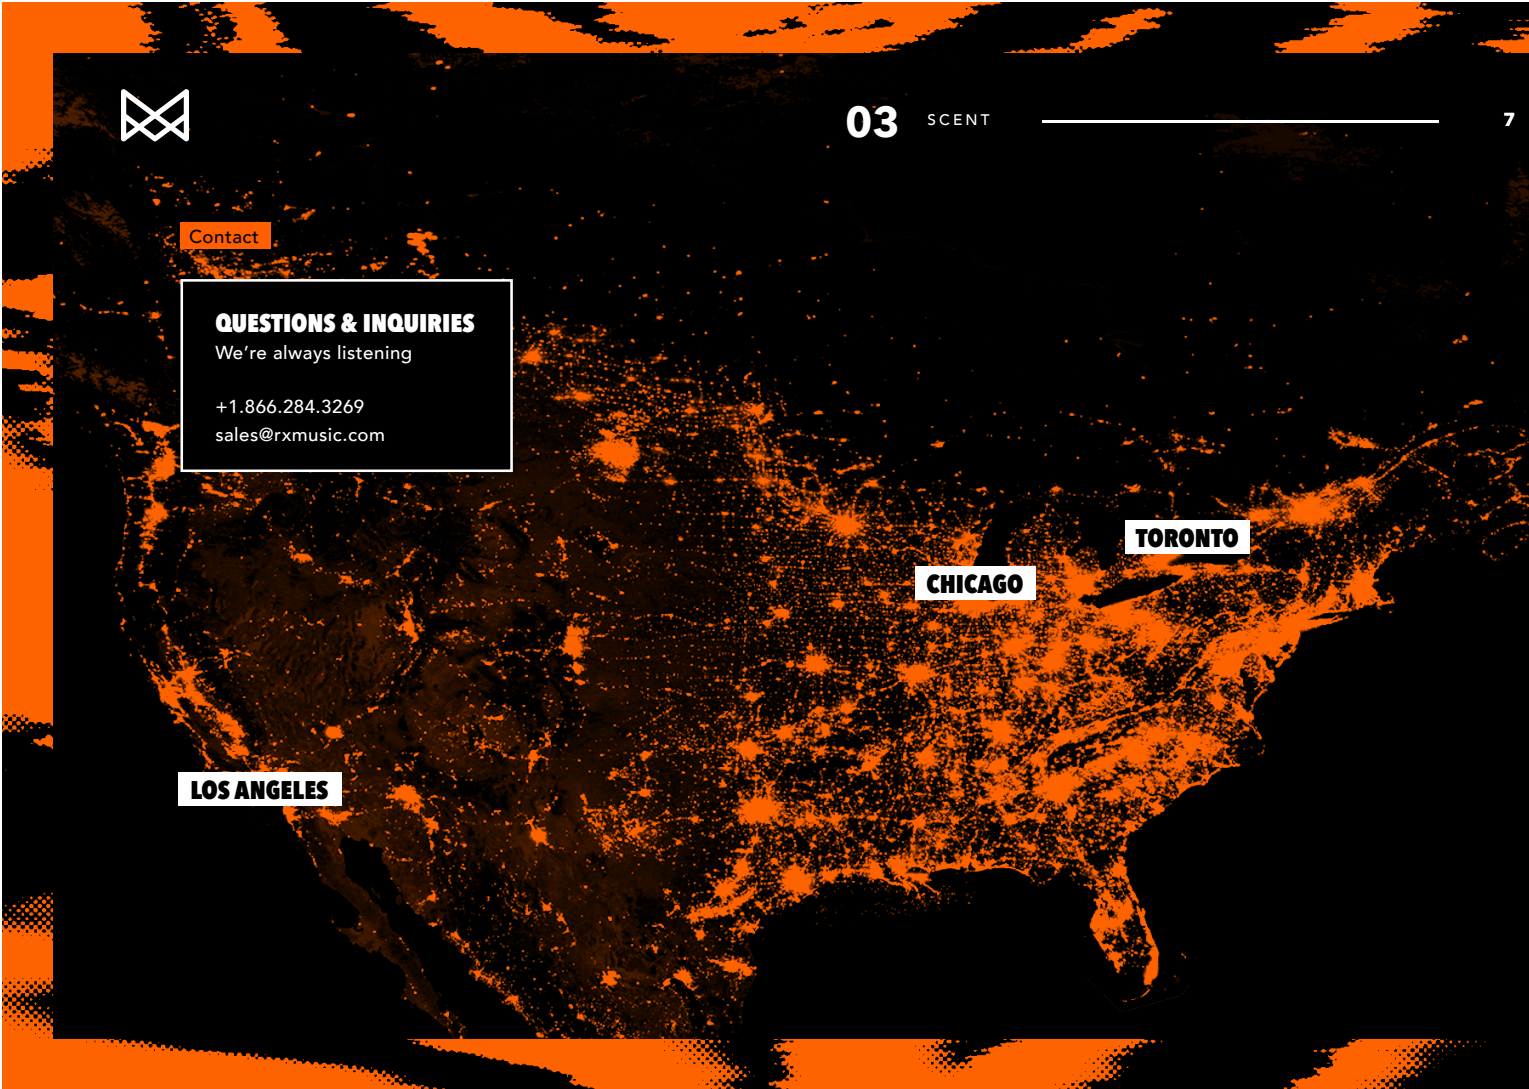 03 SCENT 7
Contact
QUESTIONS & INQUIRIES
We’re always listening
+1.866.284.3269
sales@rxmusic.com
TORONTO
CHICAGO
LOS ANGELES